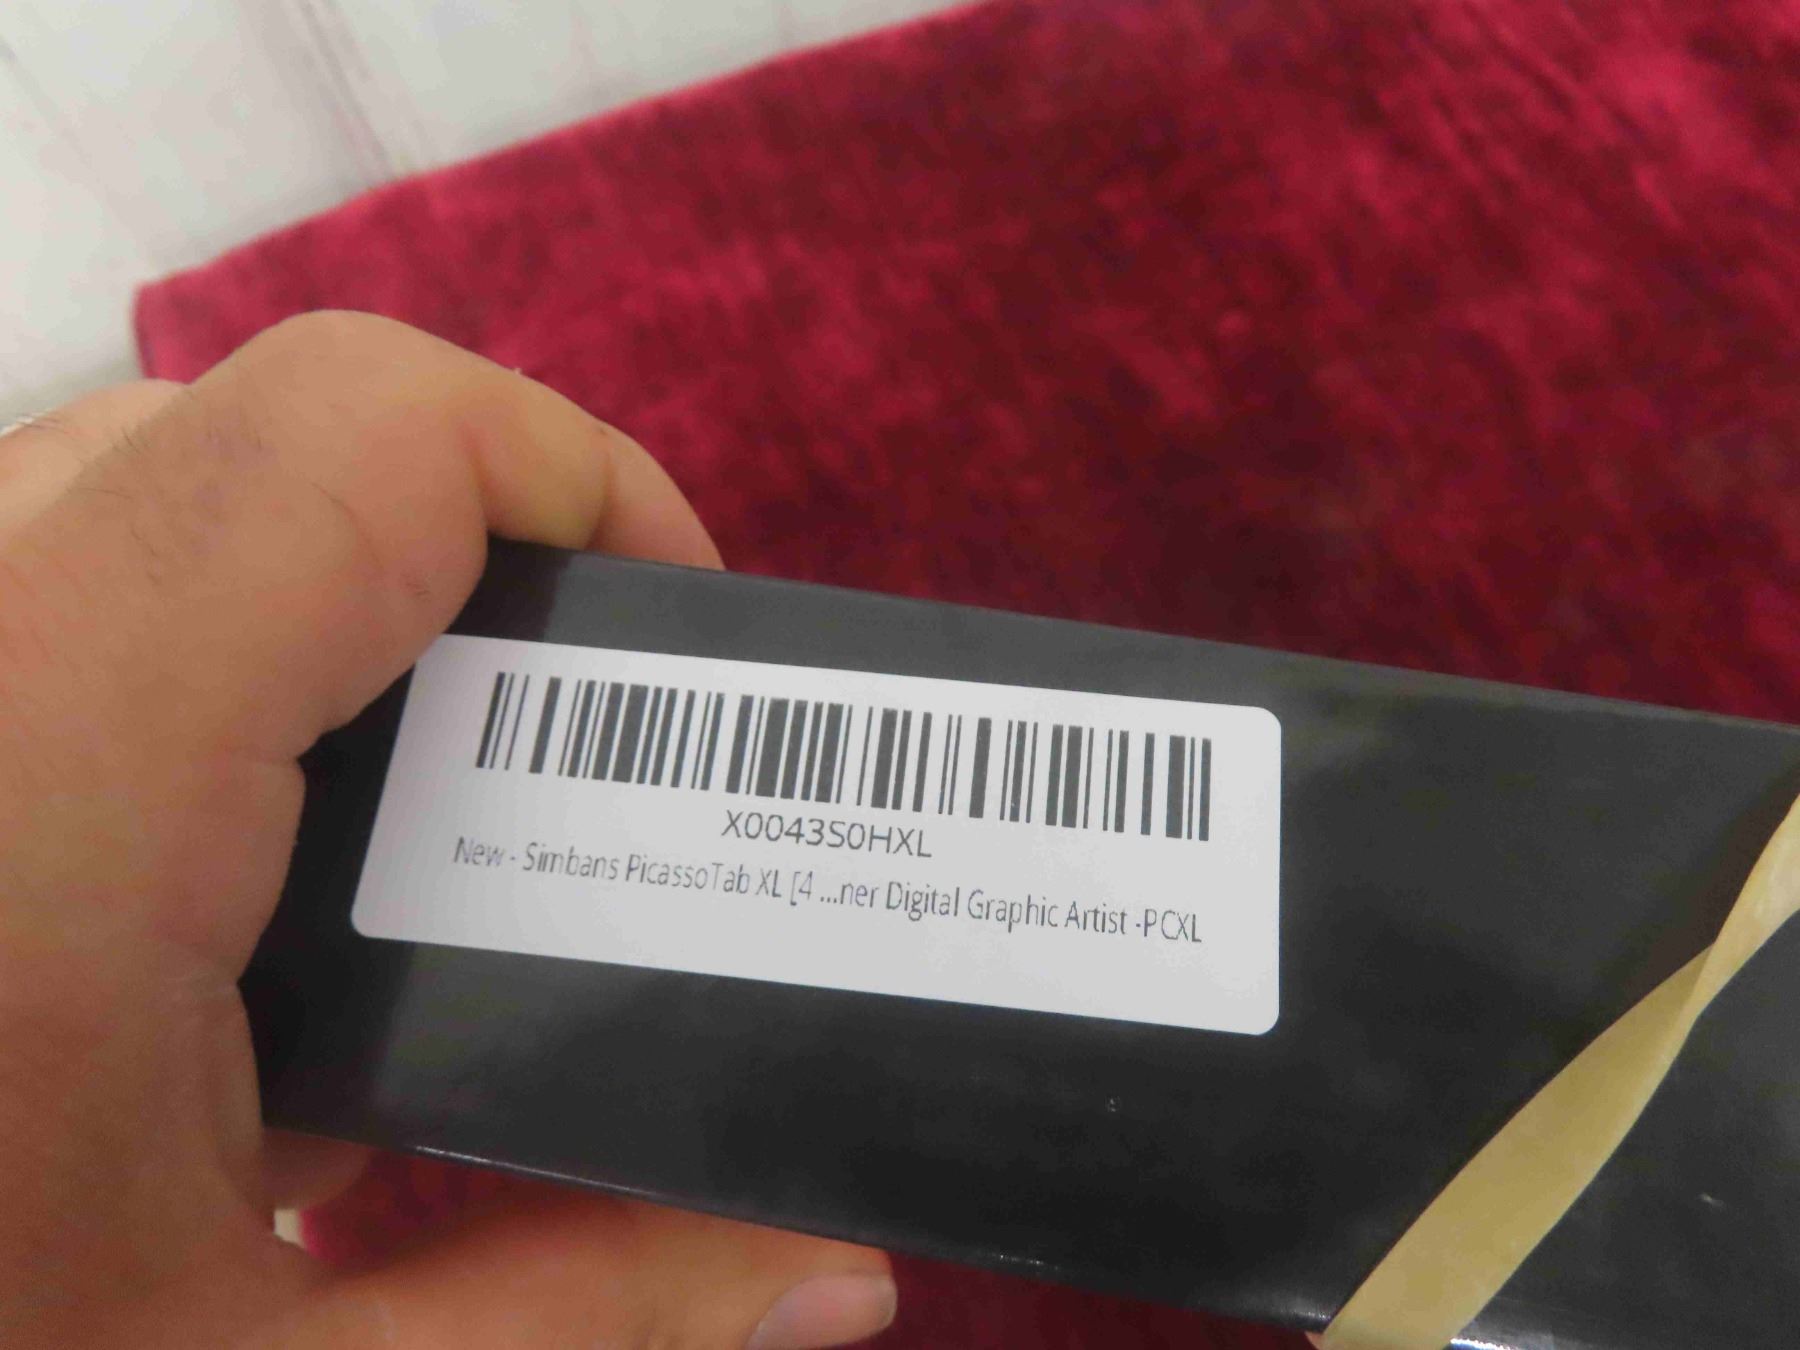 X0043S0HXL
New - Simbans PicassoTab XL [4 ...ner Digital Graphic Artist -PCXL